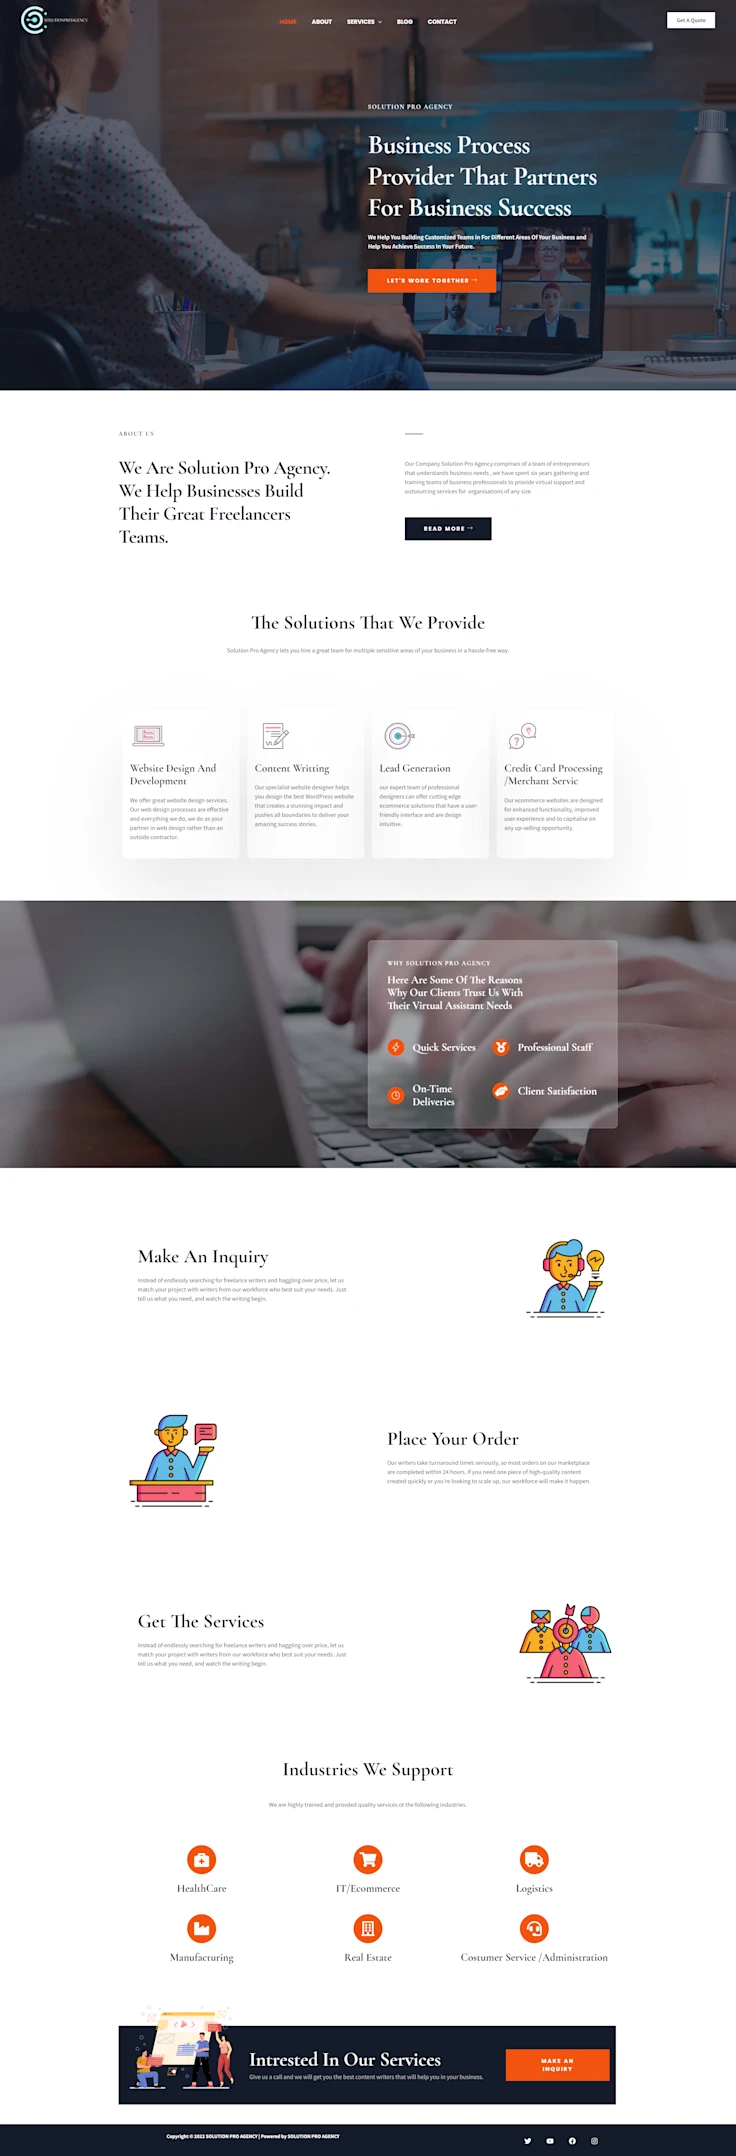 SOLUTIONPROAGENCY
HOME
ABOUT
SERVICES
BLOG
CONTACT
Get A Quote
SOLUTION PRO AGENCY
Business Process
Provider That Partners
For Business Success
We Help You Building Customized Teams in For Different Areas Of Your Business and
Help You Achieve Success In Your Future.
LET'S WORK TOGETHER →
ABOUT US
We Are Solution Pro Agency.
We Help Businesses Build
Their Great Freelancers
Teams.
Our Company Solution Pro Agency comprises of a team of entrepreneurs
that understands business needs , we have spent six years gathering and
training teams of business professionals to provide virtual support and
outsourcing services for organisations of any size.
READ MORE →
The Solutions That We Provide
Solution Pro Agency lets you hire a great team for multiple sensitive areas of your business in a hassle-free way.
Website Design And
Development
We offer great website design services.
Our web design processes are effective
and everything we do, we do as your
partner in web design rather than an
outside contractor.
Content Writting
Our specialist website designer helps
you design the best WordPress website
that creates a stunning impact and
pushes all boundaries to deliver your
amazing success stories.
Lead Generation
our expert team of professional
designers can offer cutting edge
ecommerce solutions that have a user-
friendly interface and are design
intuitive.
Credit Card Processing
/Merchant Servic
Our ecommerce websites are designed
for enhanced functionality, improved
user experience and to capitalise on
any up-selling opportunity.
WHY SOLUTION PRO AGENCY
Here Are Some Of The Reasons
Why Our Clients Trust Us With
Their Virtual Assistant Needs
Quick Services
Professional Staff
On-Time
Deliveries
Client Satisfaction
Make An Inquiry
Instead of endlessly searching for freelance writers and haggling over price, let us
match your project with writers from our workforce who best suit your needs. Just
tell us what you need, and watch the writing begin.
Place Your Order
Our writers take turnaround times seriously, so most orders on our marketplace
are completed within 24 hours. If you need one piece of high-quality content
created quickly or you're looking to scale up, our workforce will make it happen.
Get The Services
Instead of endlessly searching for freelance writers and haggling over price, let us
match your project with writers from our workforce who best suit your needs. Just
tell us what you need, and watch the writing begin.
Industries We Support
We are highly trained and provded quality services ot the following industries.
HealthCare
IT/Ecommerce
Logistics
Manufacturing
Real Estate
Costumer Service /Administration
Intrested In Our Services
Give us a call and we will get you the best content writers that will help you in your business.
MAKE AN
INQUIRY
Copyright © 2022 SOLUTION PRO AGENCY | Powered by SOLUTION PRO AGENCY